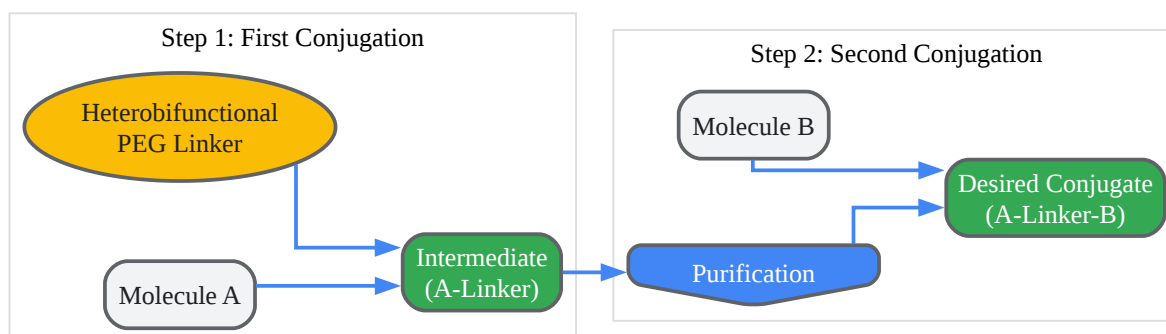 Step 1: First Conjugation
Heterobifunctional
PEG Linker
Molecule A
Intermediate
(A-Linker)
Step 2: Second Conjugation
Molecule B
Purification
Desired Conjugate
(A-Linker-B)